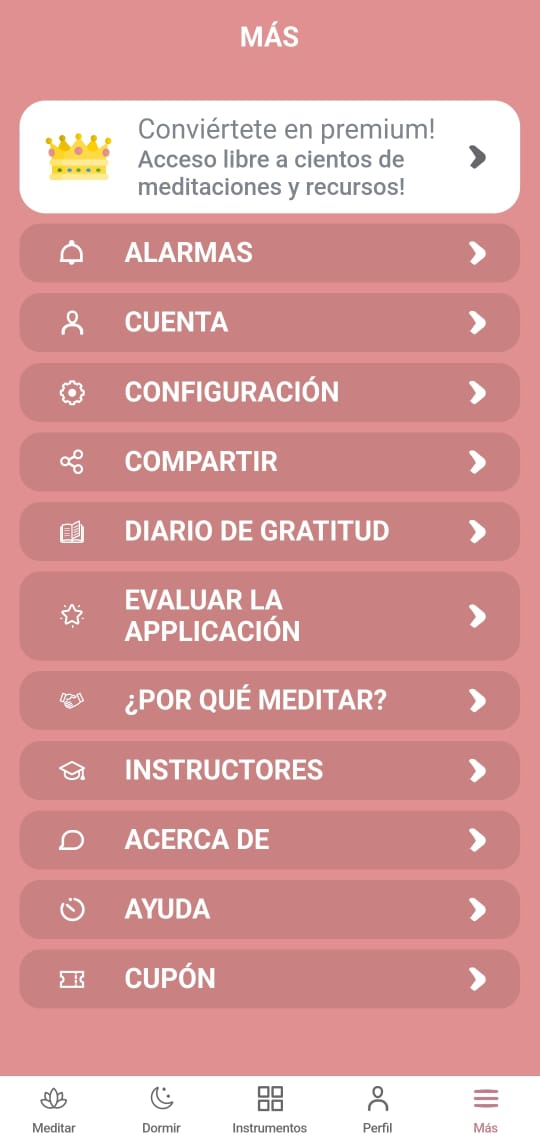 MÁS
Conviértete en premium!
Acceso libre a cientos de
meditaciones y recursos!
ALARMAS
CUENTA
CONFIGURACIÓN
COMPARTIR
DIARIO DE GRATITUD
EVALUAR LA
APPLICACIÓN
¿POR QUÉ MEDITAR?
INSTRUCTORES
ACERCA DE
AYUDA
CUPÓN
Meditar Dormir Instrumentos Perfil Más